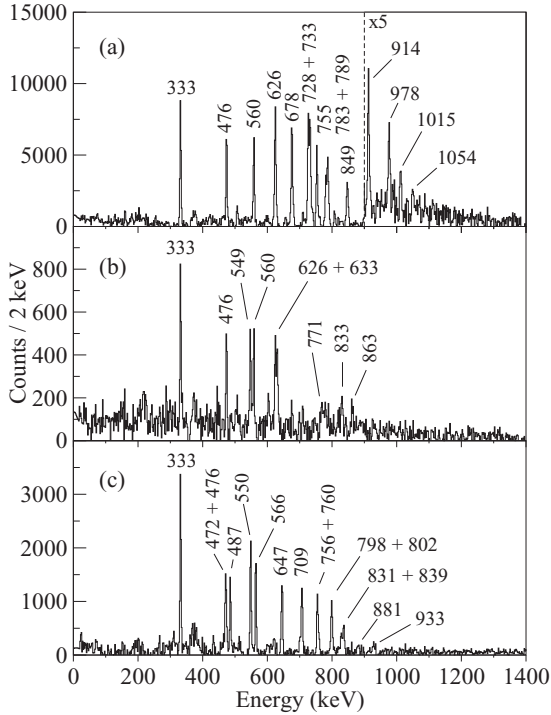 15000
10000
5000
0
(a)
333
476
560
626
678
728 + 733
755
783 + 789
849
x5
914
978
1015
1054
Counts / 2 keV
800
600
400
200
0
(b)
333
476
549
560
626 + 633
771
833
863
3000
2000
1000
0
(c)
333
472 + 476
487
550
566
647
709
756 + 760
798 + 802
831 + 839
881
933
0 200 400 600 800 1000 1200 1400
Energy (keV)